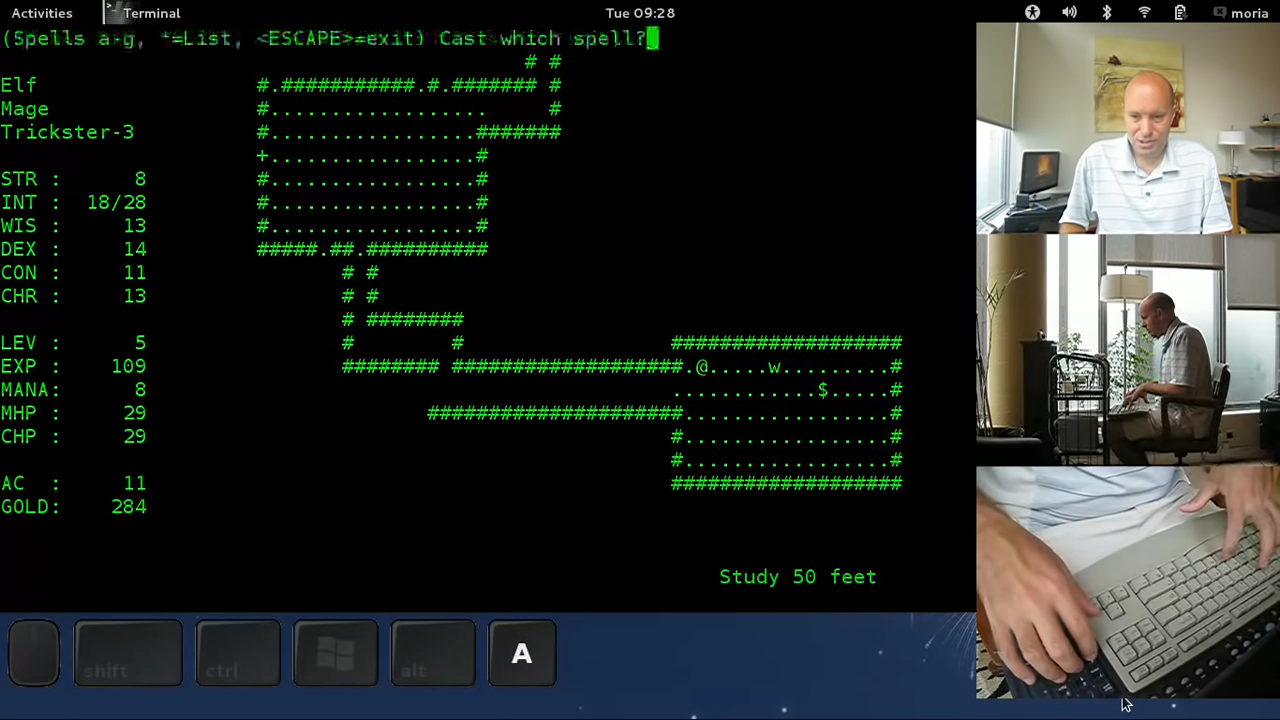 Activities Terminal Tue 09:28 moria
(Spells a-g, *=List, <ESCAPE>=exit) Cast which spell?
# #
Elf #.###########.#.####### #
Mage #................. #
Trickster-3 #.................#######
+.................#
STR : 8 #.................#
INT : 18/28 #.................#
WIS : 13 #.................#
DEX : 14 #####.##.##########
CON : 11 # #
CHR : 13 # #
# ########
LEV : 5 # # ###################
EXP : 109 ######## ###################.@.....w.........#
MANA: 8 ............$.....#
MHP : 29 #####################.................#
CHP : 29 #.................#
#.................#
AC : 11 ###################
GOLD: 284
Study 50 feet
shift ctrl alt A